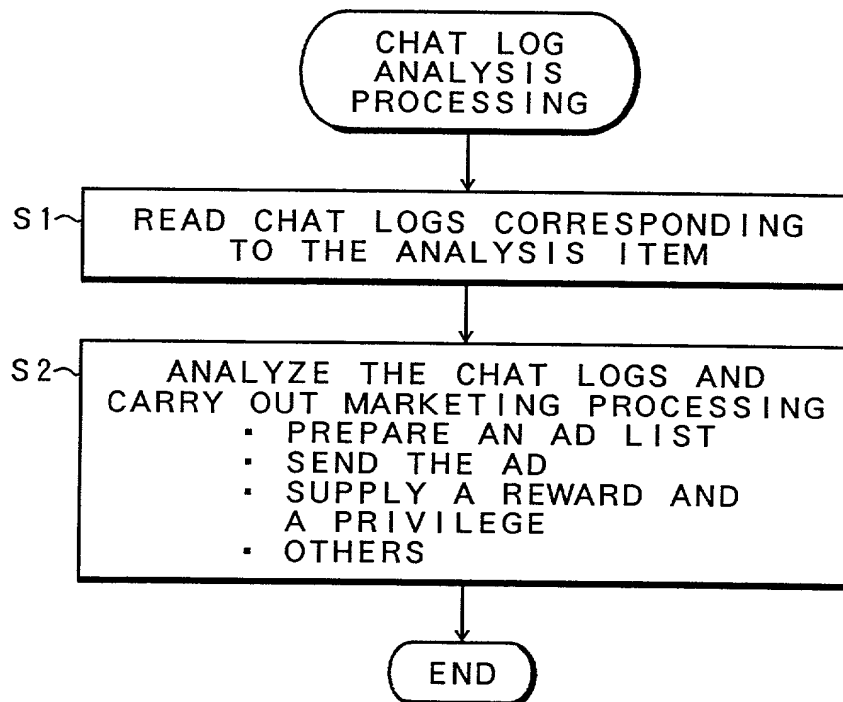 CHAT LOG
ANALYSIS
PROCESSING
S1
READ CHAT LOGS CORRESPONDING
TO THE ANALYSIS ITEM
S2
ANALYZE THE CHAT LOGS AND
CARRY OUT MARKETING PROCESSING
▪ PREPARE AN AD LIST
▪ SEND THE AD
▪ SUPPLY A REWARD AND
A PRIVILEGE
▪ OTHERS
END